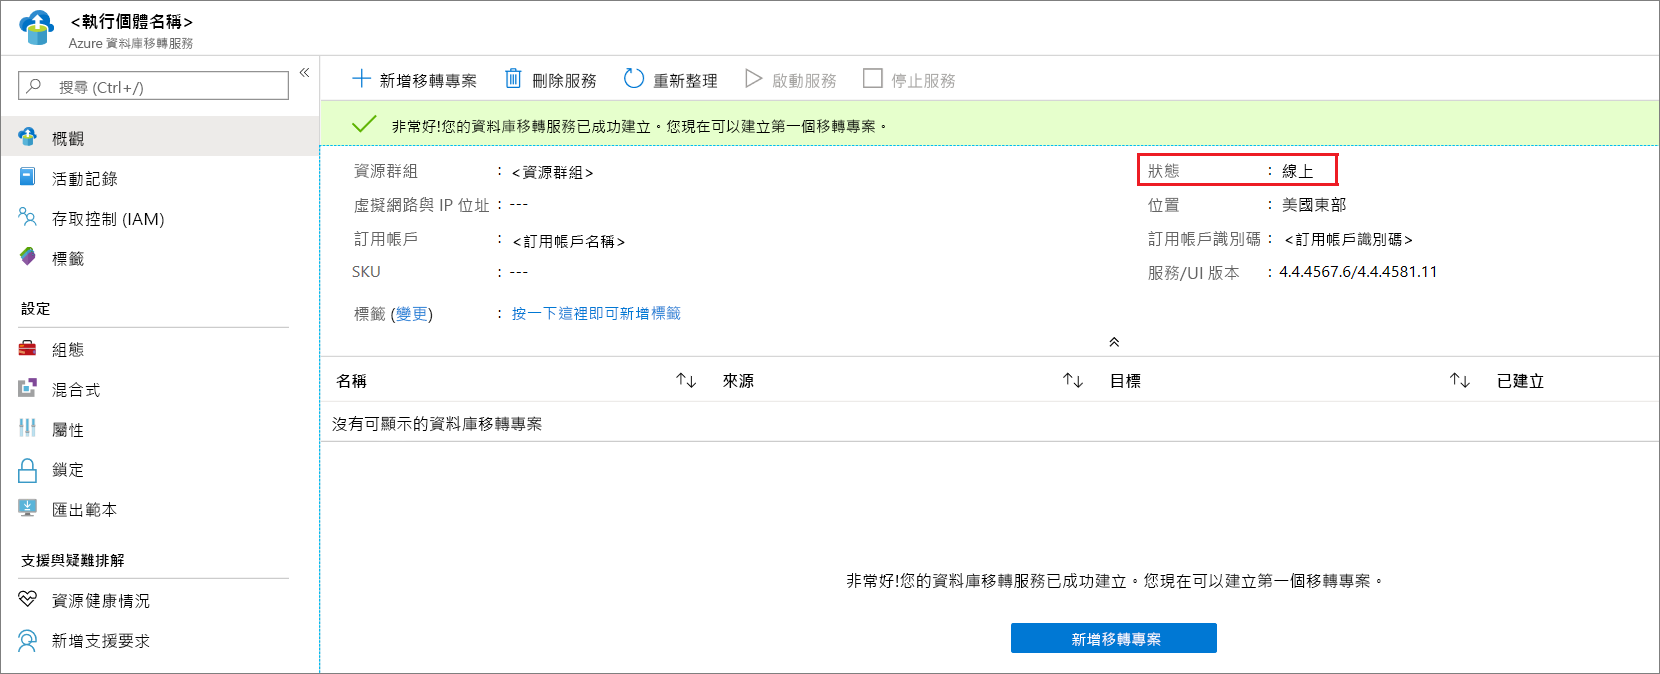 <執行個體名稱>
Azure 資料庫移轉服務
搜尋 (Ctrl+/)
概觀
活動記錄
存取控制 (IAM)
標籤
設定
組態
混合式
屬性
鎖定
匯出範本
支援與疑難排解
資源健康情況
新增支援要求
新增移轉專案 刪除服務 重新整理 啟動服務 停止服務
非常好!您的資料庫移轉服務已成功建立。您現在可以建立第一個移轉專案。
資源群組 : <資源群組> 狀態 : 線上
虛擬網路與 IP 位址 : --- 位置 : 美國東部
訂用帳戶 : <訂用帳戶名稱> 訂用帳戶識別碼 : <訂用帳戶識別碼>
SKU : --- 服務/UI 版本 : 4.4.4567.6/4.4.4581.11
標籤 (變更) : 按一下這裡即可新增標籤
名稱 來源 目標 已建立
沒有可顯示的資料庫移轉專案
非常好!您的資料庫移轉服務已成功建立。您現在可以建立第一個移轉專案。
新增移轉專案